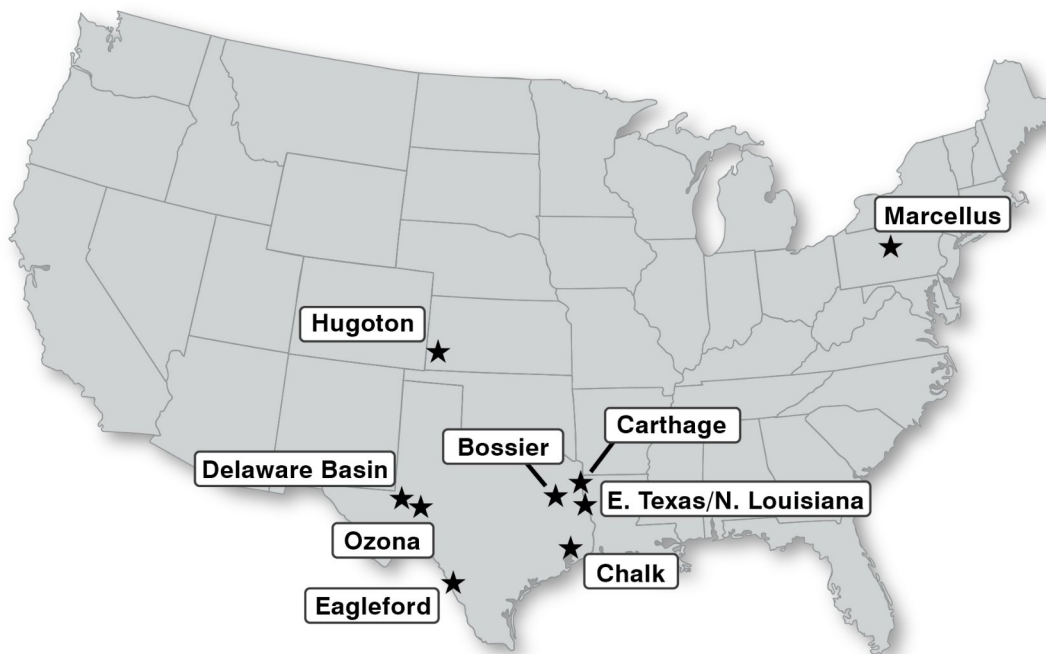 Marcellus
Hugoton
Carthage
Bossier
Delaware Basin
E. Texas/N. Louisiana
Ozona
Chalk
Eagleford